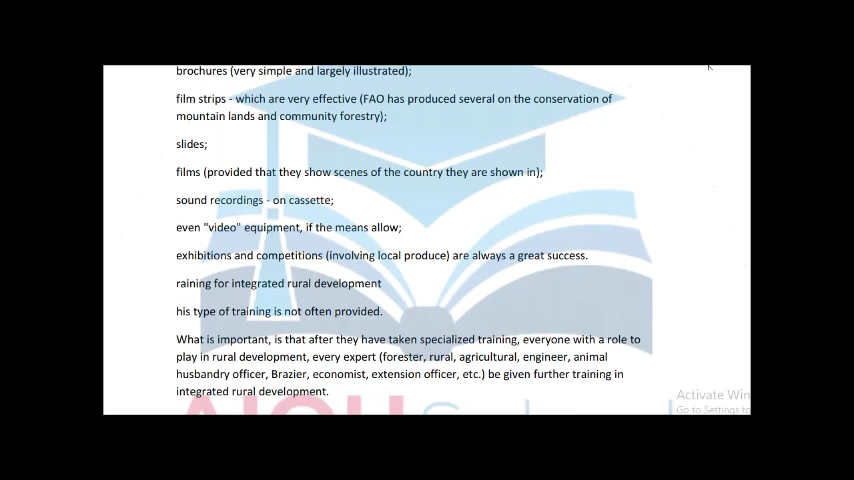 brochures (very simple and largely illustrated);
film strips - which are very effective (FAO has produced several on the conservation of
mountain lands and community forestry);
slides;
films (provided that they show scenes of the country they are shown in);
sound recordings - on cassette;
even "video" equipment, if the means allow;
exhibitions and competitions (involving local produce) are always a great success.
raining for integrated rural development
his type of training is not often provided.
What is important, is that after they have taken specialized training, everyone with a role to
play in rural development, every expert (forester, rural, agricultural, engineer, animal
husbandry officer, Brazier, economist, extension officer, etc.) be given further training in
integrated rural development.
Activate Win
Go to Settings to